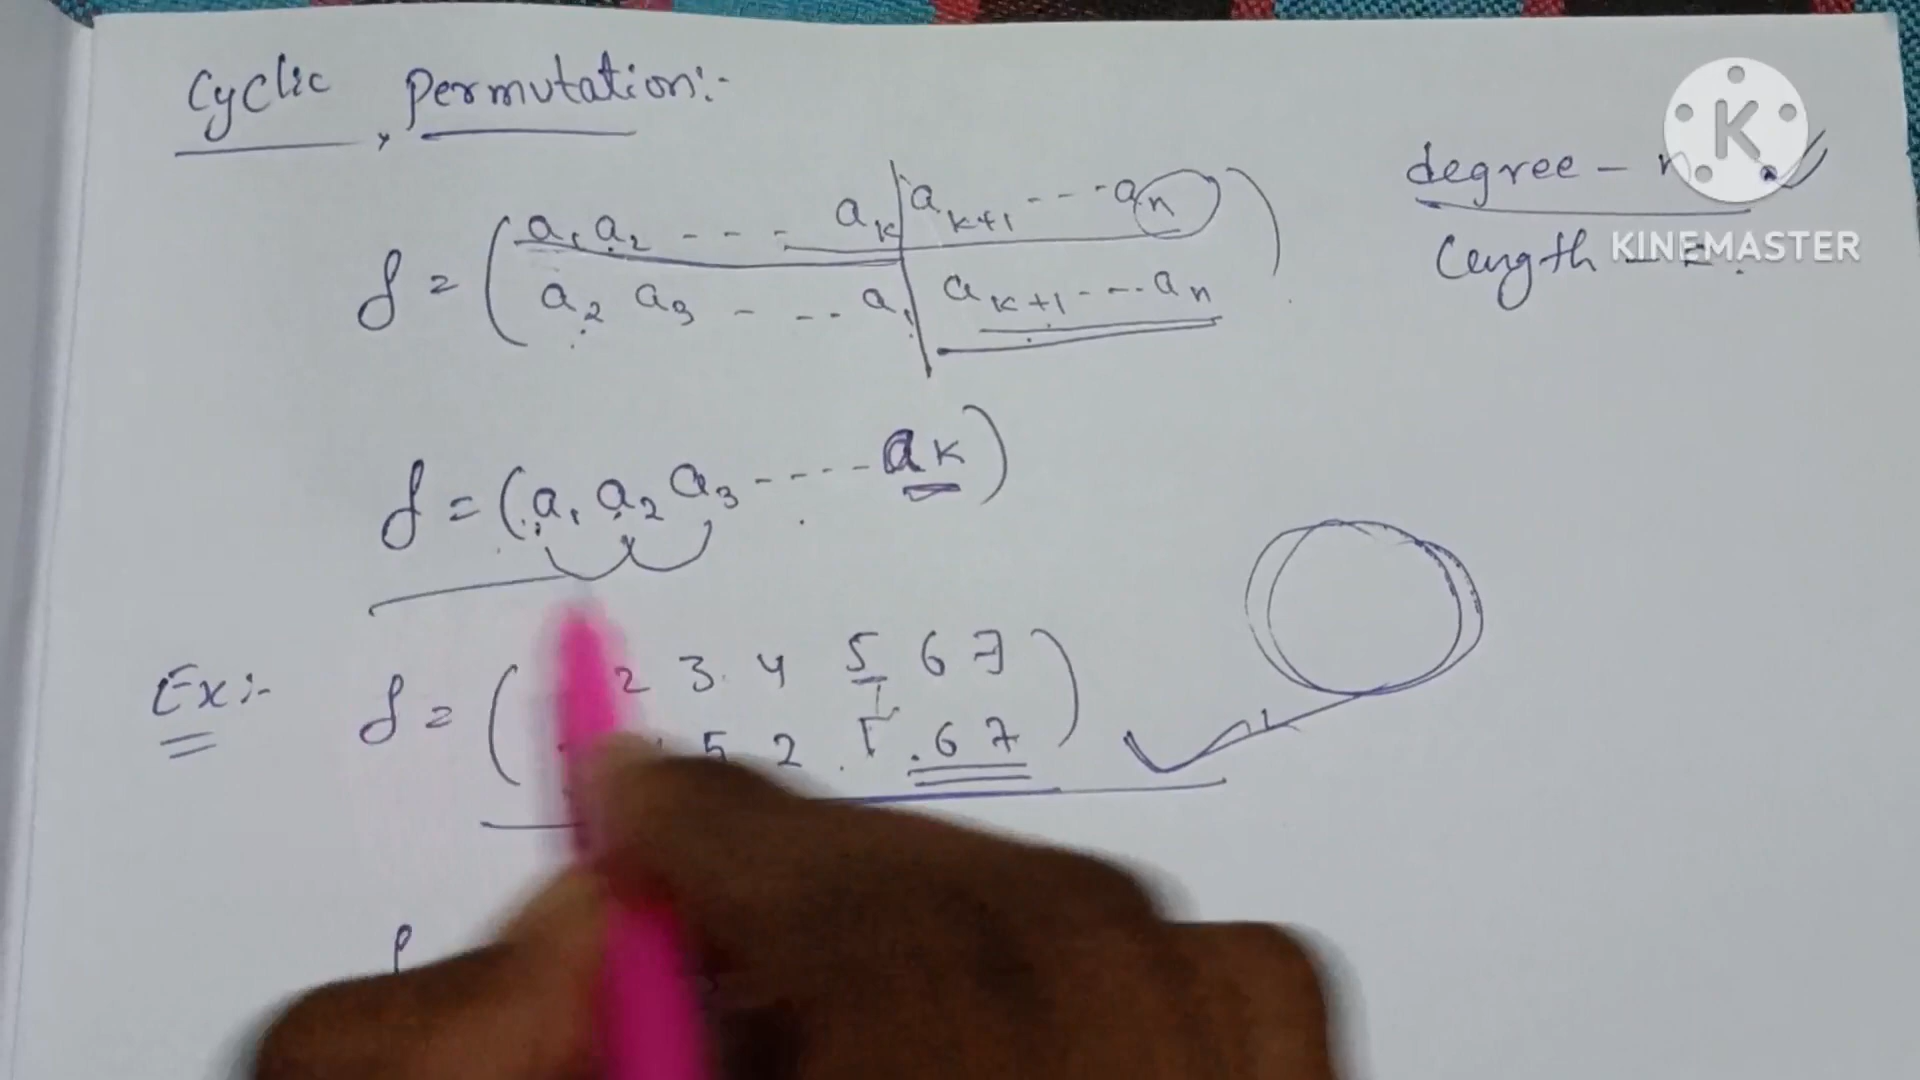 Cyclic permutation:-
degree -
f = ( a₁ a₂ - - - . aₖ | aₖ₊₁ - - - aₙ )
a₂ a₃ - - .. a₁ | aₖ₊₁ - - .. aₙ
Length -
KINEMASTER
K
f = (a₁ a₂ a₃ - - - - - aₖ)
Ex:- f = ( 2 3 4 5 6 7 )
5 2 1 6 7
f